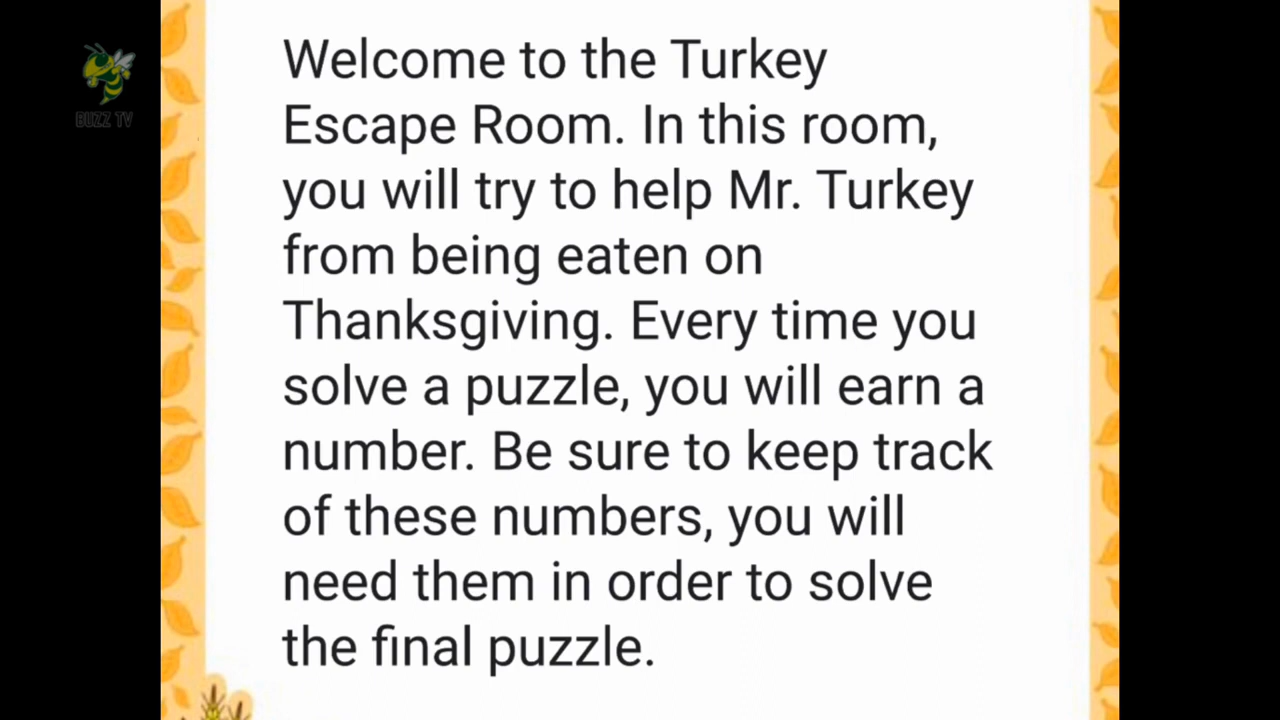 BUZZ TV
Welcome to the Turkey
Escape Room. In this room,
you will try to help Mr. Turkey
from being eaten on
Thanksgiving. Every time you
solve a puzzle, you will earn a
number. Be sure to keep track
of these numbers, you will
need them in order to solve
the final puzzle.